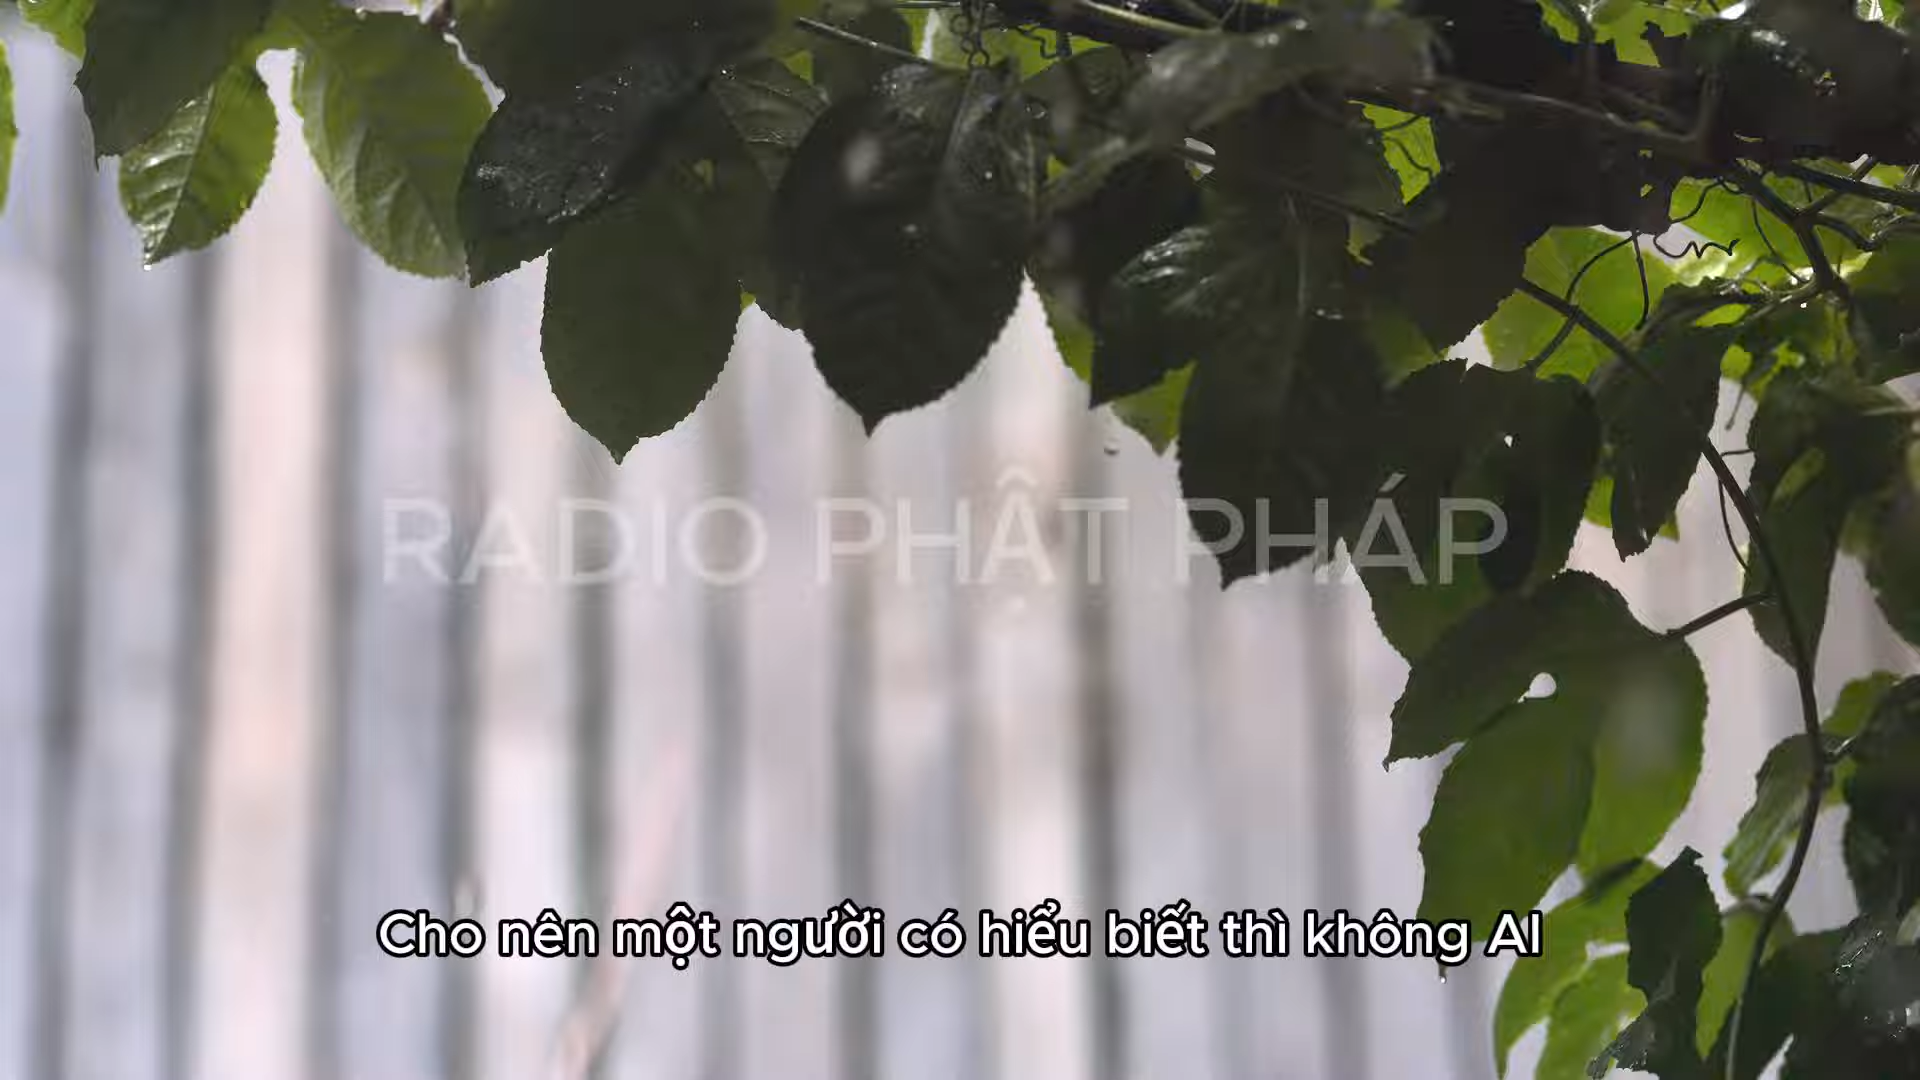 RADIO PHẬT PHÁP
Cho nên một người có hiểu biết thì không AI